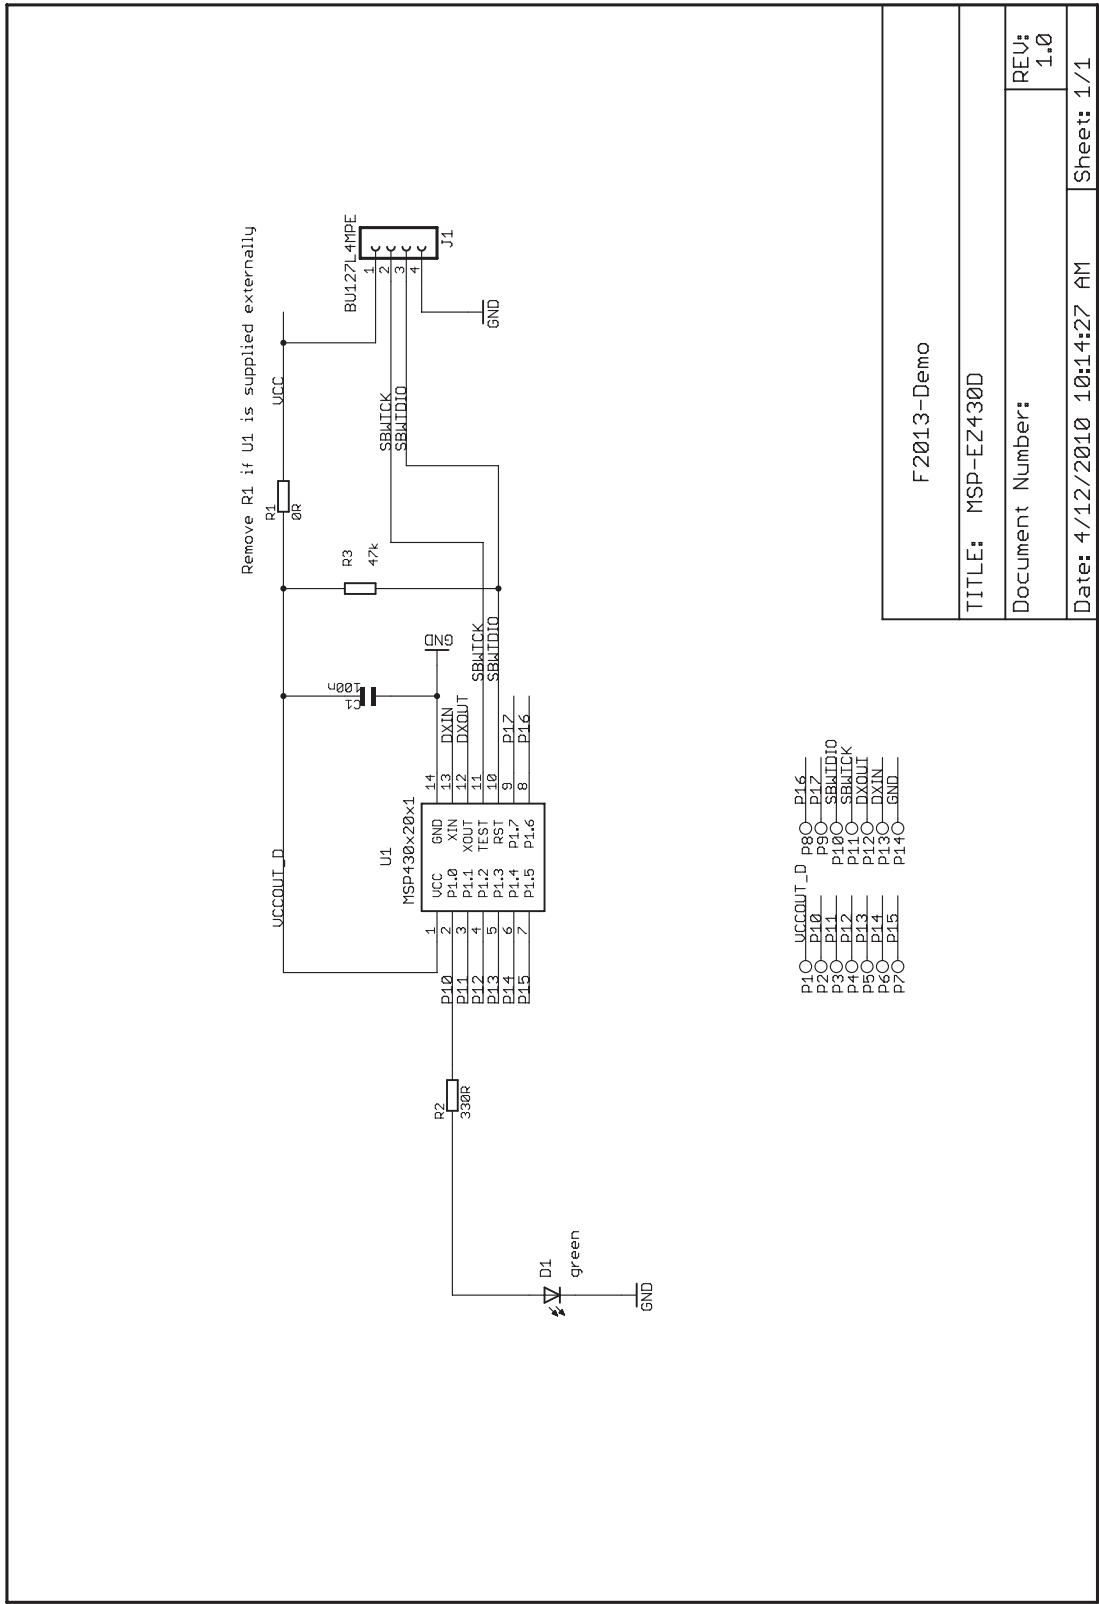 Remove R1 if U1 is supplied externally
VCCOUT_D
R1
0R
VCC
C1
100n
R3
47k
BU127L4MPE
1
2
3
4
J1
GND
SBWTCK
SBWTDIO
GND
U1
MSP430x20x1
P10
P11
P12
P13
P14
P15
1
2
3
4
5
6
7
VCC
P1.0
P1.1
P1.2
P1.3
P1.4
P1.5
GND
XIN
XOUT
TEST
RST
P1.7
P1.6
14
13
12
11
10
9
8
DXIN
DXOUT
SBWTCK
SBWTDIO
P17
P16
R2
330R
D1
green
GND
P1 VCCOUT_D
P2 P10
P3 P11
P4 P12
P5 P13
P6 P14
P7 P15
P8 P16
P9 P17
P10 SBWTDIO
P11 SBWTCK
P12 DXOUT
P13 DXIN
P14 GND
F2013-Demo
TITLE: MSP-EZ430D
Document Number:
REV:
1.0
Date: 4/12/2010 10:14:27 AM
Sheet: 1/1